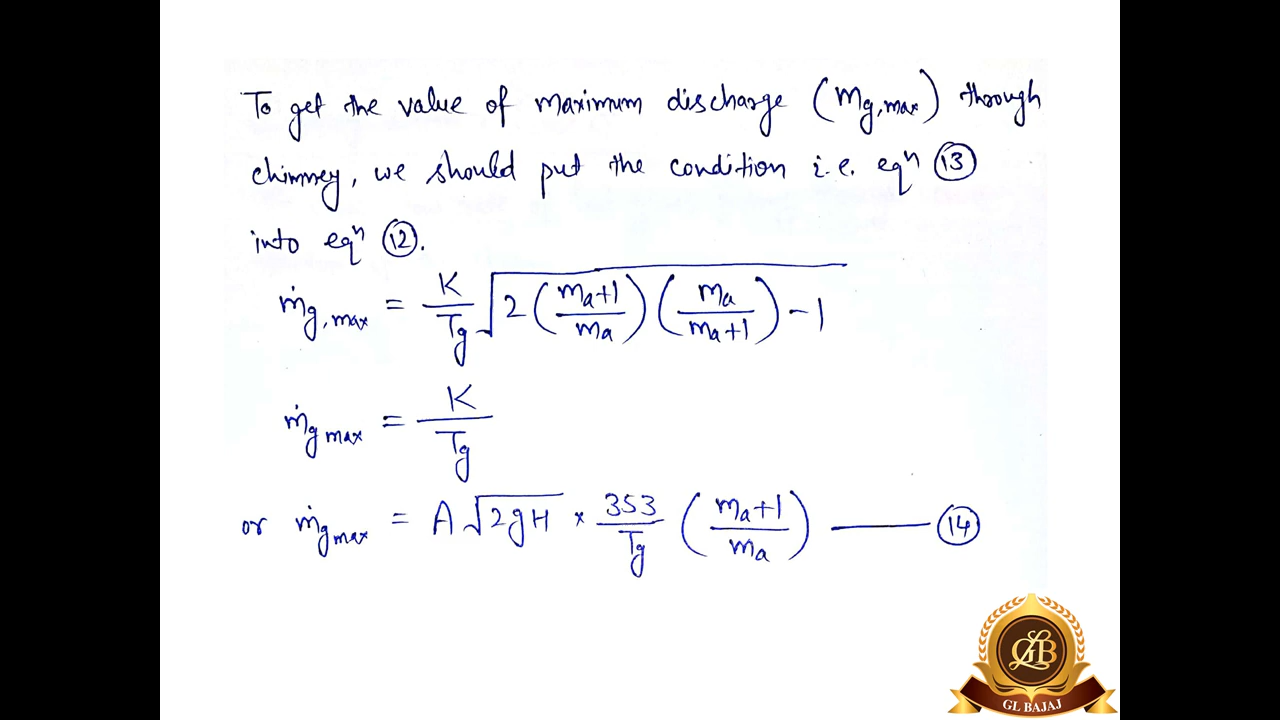 To get the value of maximum discharge (ṁg,max) through
chimney, we should put the condition i.e. eqⁿ ⑬
into eqⁿ ⑫.
ṁg,max = K/Tg √(2 ((ma+1)/ma) (ma/(ma+1)) - 1)
ṁg max = K/Tg
or ṁg max = A √(2gH) × 353/Tg ((ma+1)/ma) —— ⑭
GLB
GL BAJAJ